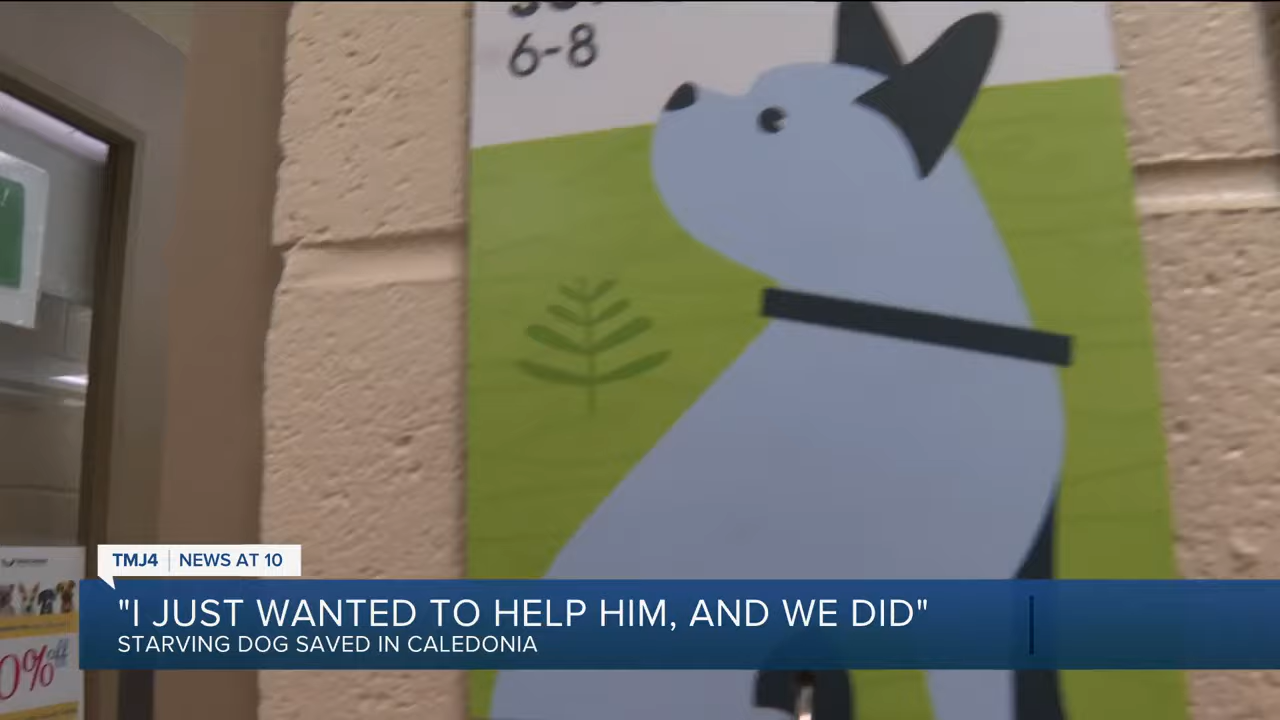 6-8
TMJ4 | NEWS AT 10
"I JUST WANTED TO HELP HIM, AND WE DID"
STARVING DOG SAVED IN CALEDONIA
0%
off